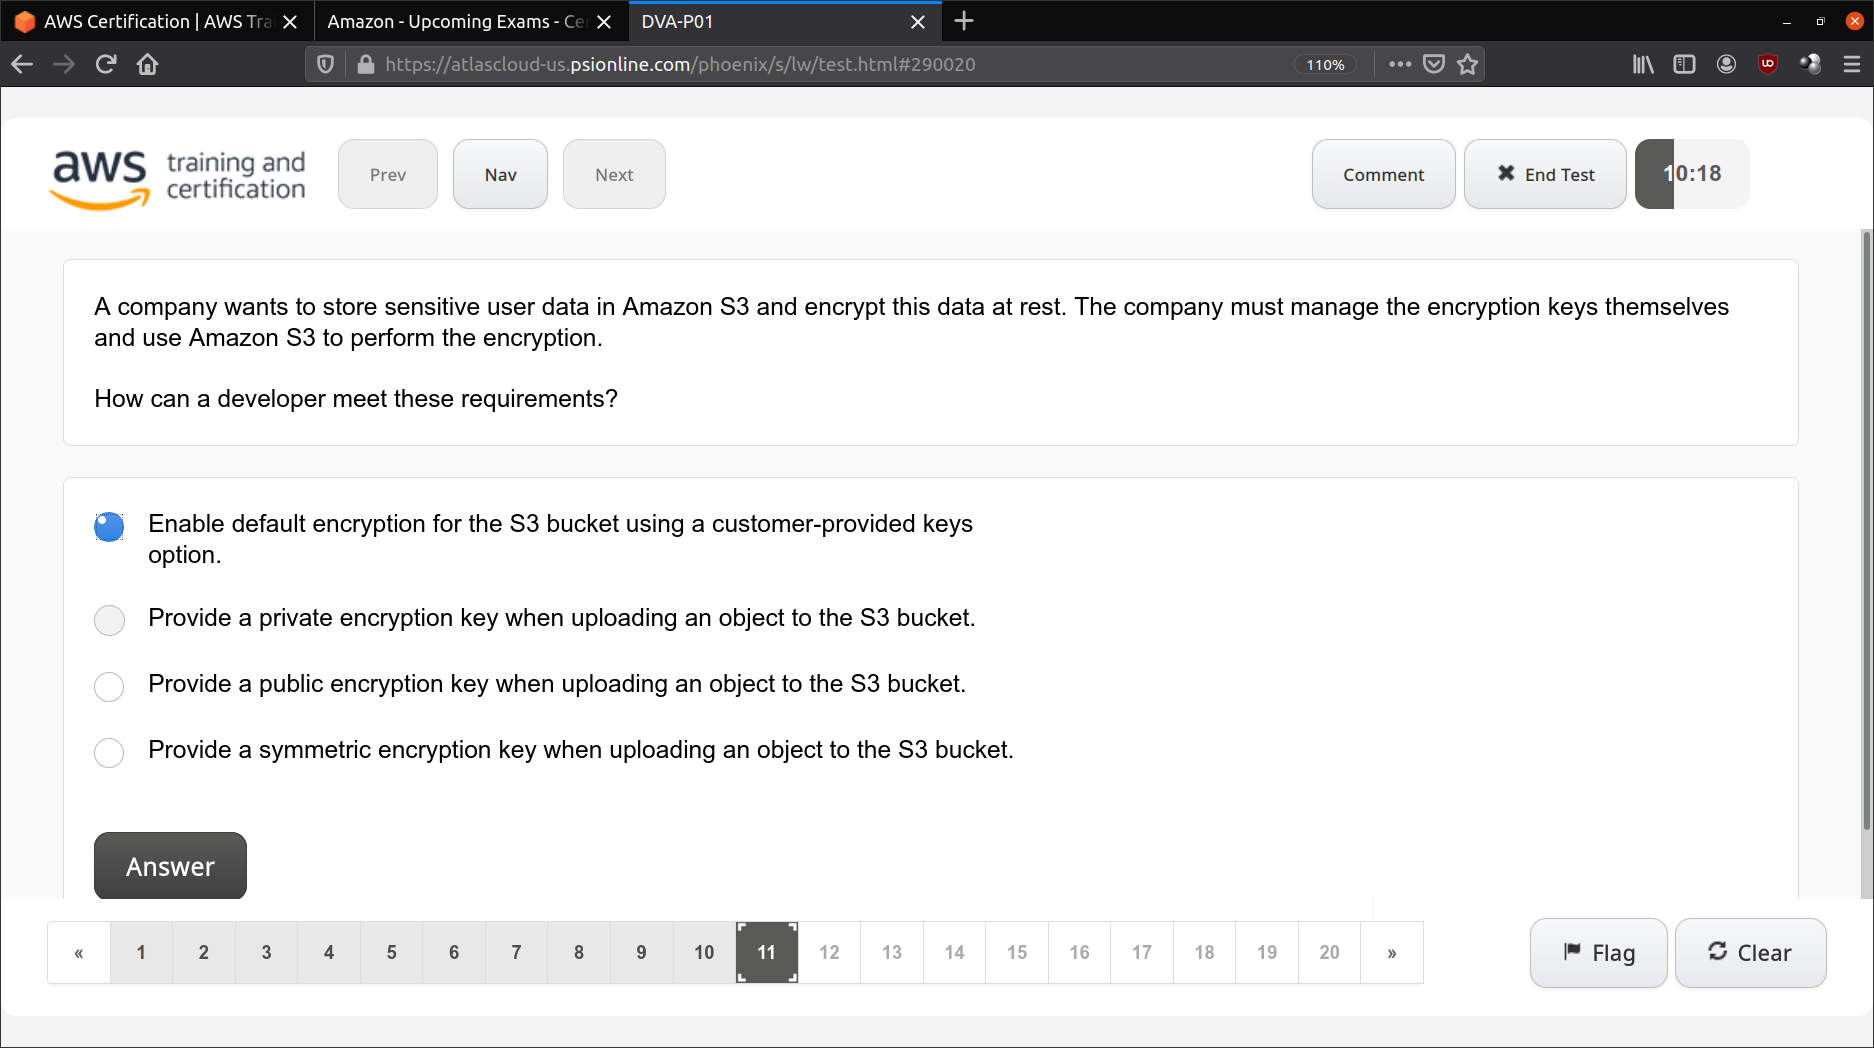 AWS Certification | AWS Tra
Amazon - Upcoming Exams - Ce
DVA-P01
https://atlascloud-us.psionline.com/phoenix/s/lw/test.html#290020
110%
aws training and certification
Prev
Nav
Next
Comment
End Test
10:18
A company wants to store sensitive user data in Amazon S3 and encrypt this data at rest. The company must manage the encryption keys themselves
and use Amazon S3 to perform the encryption.
How can a developer meet these requirements?
Enable default encryption for the S3 bucket using a customer-provided keys
option.
Provide a private encryption key when uploading an object to the S3 bucket.
Provide a public encryption key when uploading an object to the S3 bucket.
Provide a symmetric encryption key when uploading an object to the S3 bucket.
Answer
« 1 2 3 4 5 6 7 8 9 10 11 12 13 14 15 16 17 18 19 20 »
Flag
Clear